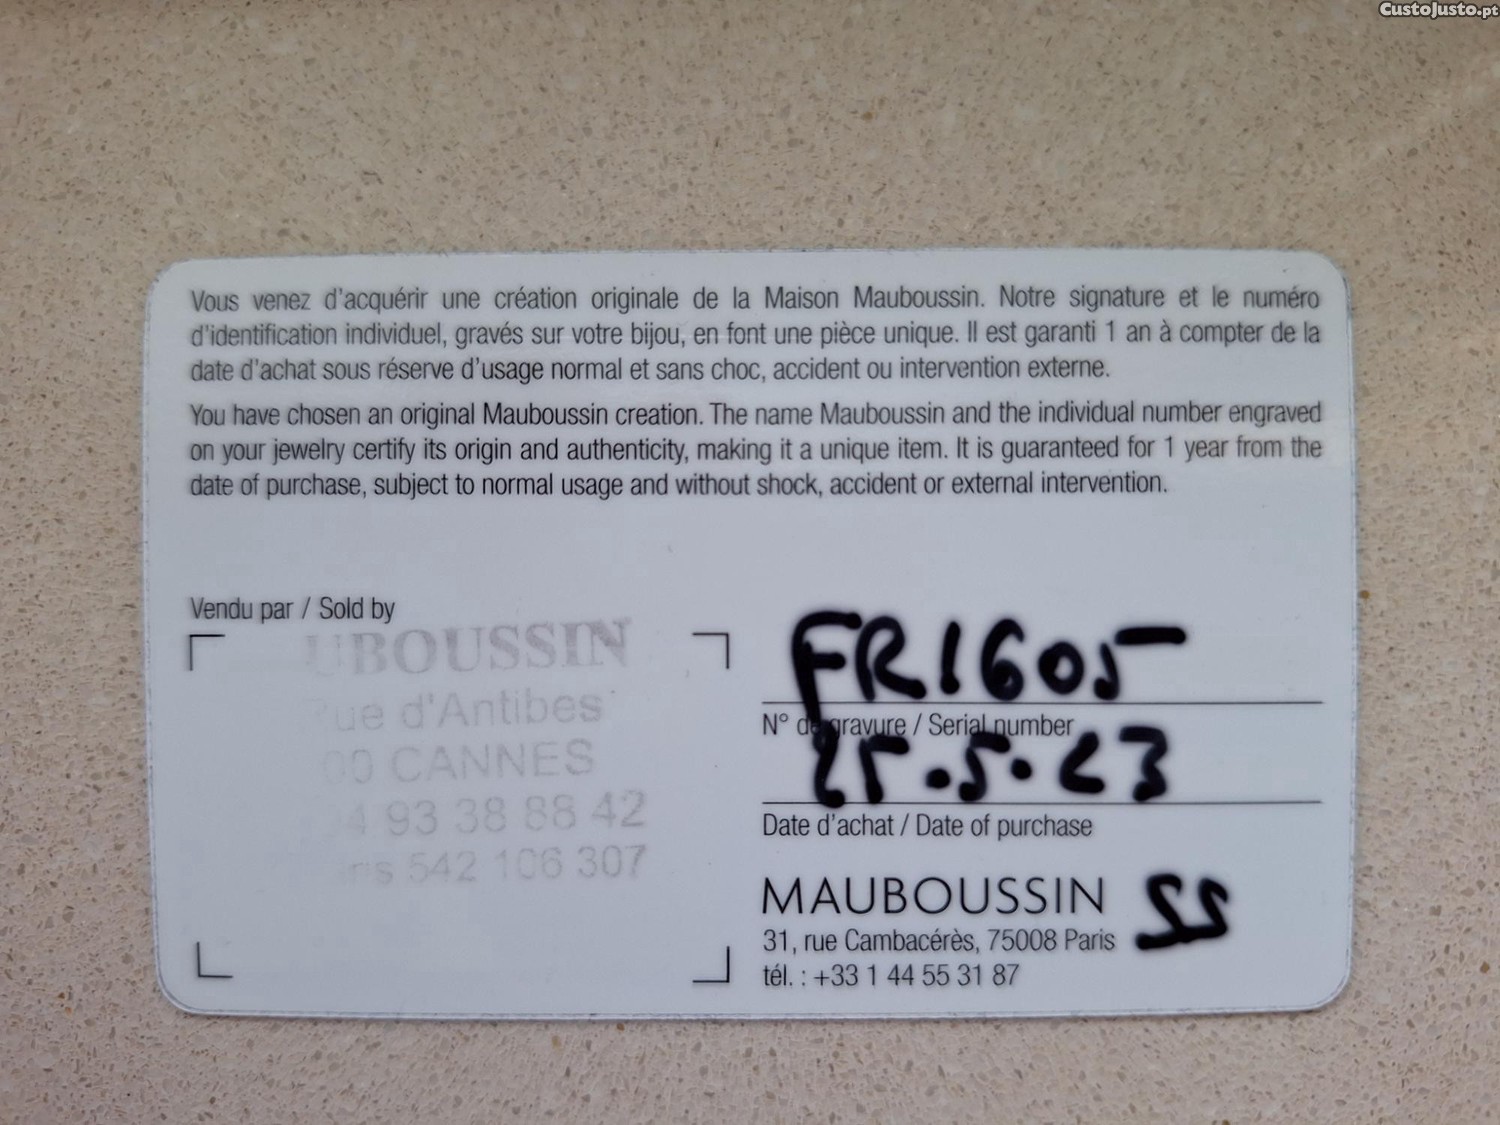 CustoJusto.pt
Vous venez d'acquérir une création originale de la Maison Mauboussin. Notre signature et le numéro
d'identification individuel, gravés sur votre bijou, en font une pièce unique. Il est garanti 1 an à compter de la
date d'achat sous réserve d'usage normal et sans choc, accident ou intervention externe.
You have chosen an original Mauboussin creation. The name Mauboussin and the individual number engraved
on your jewelry certify its origin and authenticity, making it a unique item. It is guaranteed for 1 year from the
date of purchase, subject to normal usage and without shock, accident or external intervention.
Vendu par / Sold by
UBOUSSIN
ue d'Antibes
00 CANNES
4 93 38 88 42
542 106 307
FR1605
N° de gravure / Serial number
25.5.23
Date d'achat / Date of purchase
MAUBOUSSIN
31, rue Cambacérès, 75008 Paris
tél. : +33 1 44 55 31 87